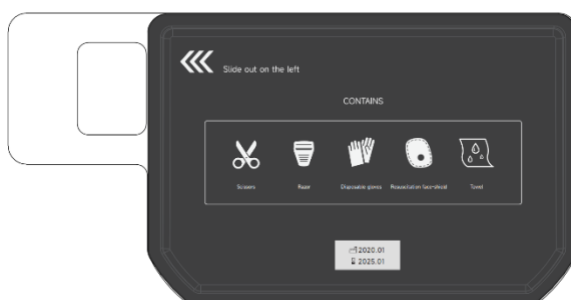 Slide out on the left
CONTAINS
Scissors
Razor
Disposable gloves
Resuscitation face-shield
Towel
2020.01
2025.01